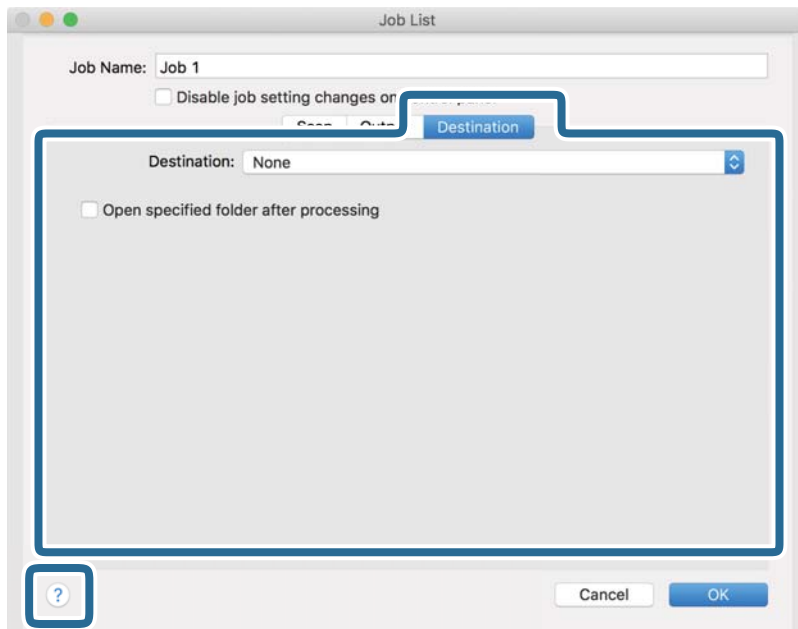 Job List
Job Name: Job 1
Disable job setting changes on
Destination
Destination: None
Open specified folder after processing
? Cancel OK